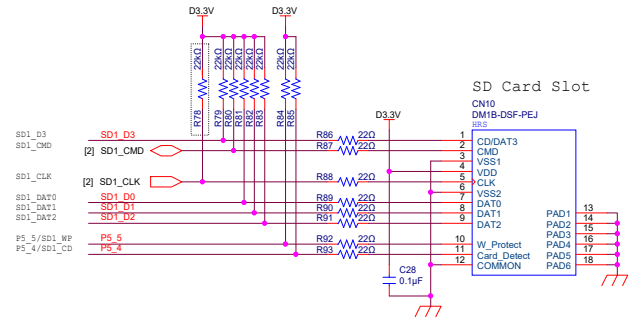 D3.3V
D3.3V
22kΩ
22kΩ
22kΩ
22kΩ
22kΩ
22kΩ
22kΩ
22kΩ
R78
R79
R80
R81
R82
R83
R84
R85
SD Card Slot
CN10
DM1B-DSF-PEJ
HRS
D3.3V
SD1_D3
SD1_D3
R86
22Ω
1
CD/DAT3
SD1_CMD
[2] SD1_CMD
R87
22Ω
2
CMD
3
VSS1
4
VDD
SD1_CLK
[2] SD1_CLK
R88
22Ω
5
CLK
6
VSS2
SD1_DAT0
SD1_D0
R89
22Ω
7
DAT0
SD1_DAT1
SD1_D1
R90
22Ω
8
DAT1
SD1_DAT2
SD1_D2
R91
22Ω
9
DAT2
P5_5/SD1_WP
P5_5
R92
22Ω
10
W_Protect
P5_4/SD1_CD
P5_4
R93
22Ω
11
Card_Detect
12
COMMON
PAD1
13
PAD2
14
PAD3
15
PAD4
16
PAD5
17
PAD6
18
C28
0.1µF